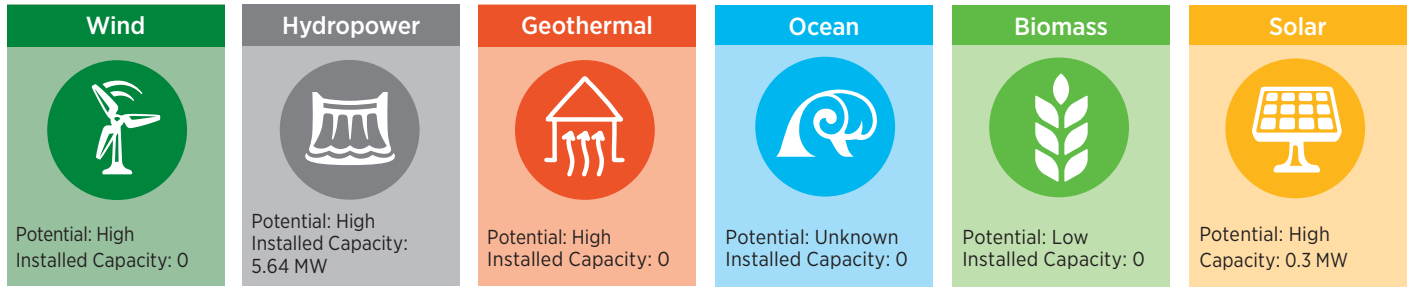 Wind
Potential: High
Installed Capacity: 0
Hydropower
Potential: High
Installed Capacity:
5.64 MW
Geothermal
Potential: High
Installed Capacity: 0
Ocean
Potential: Unknown
Installed Capacity: 0
Biomass
Potential: Low
Installed Capacity: 0
Solar
Potential: High
Capacity: 0.3 MW